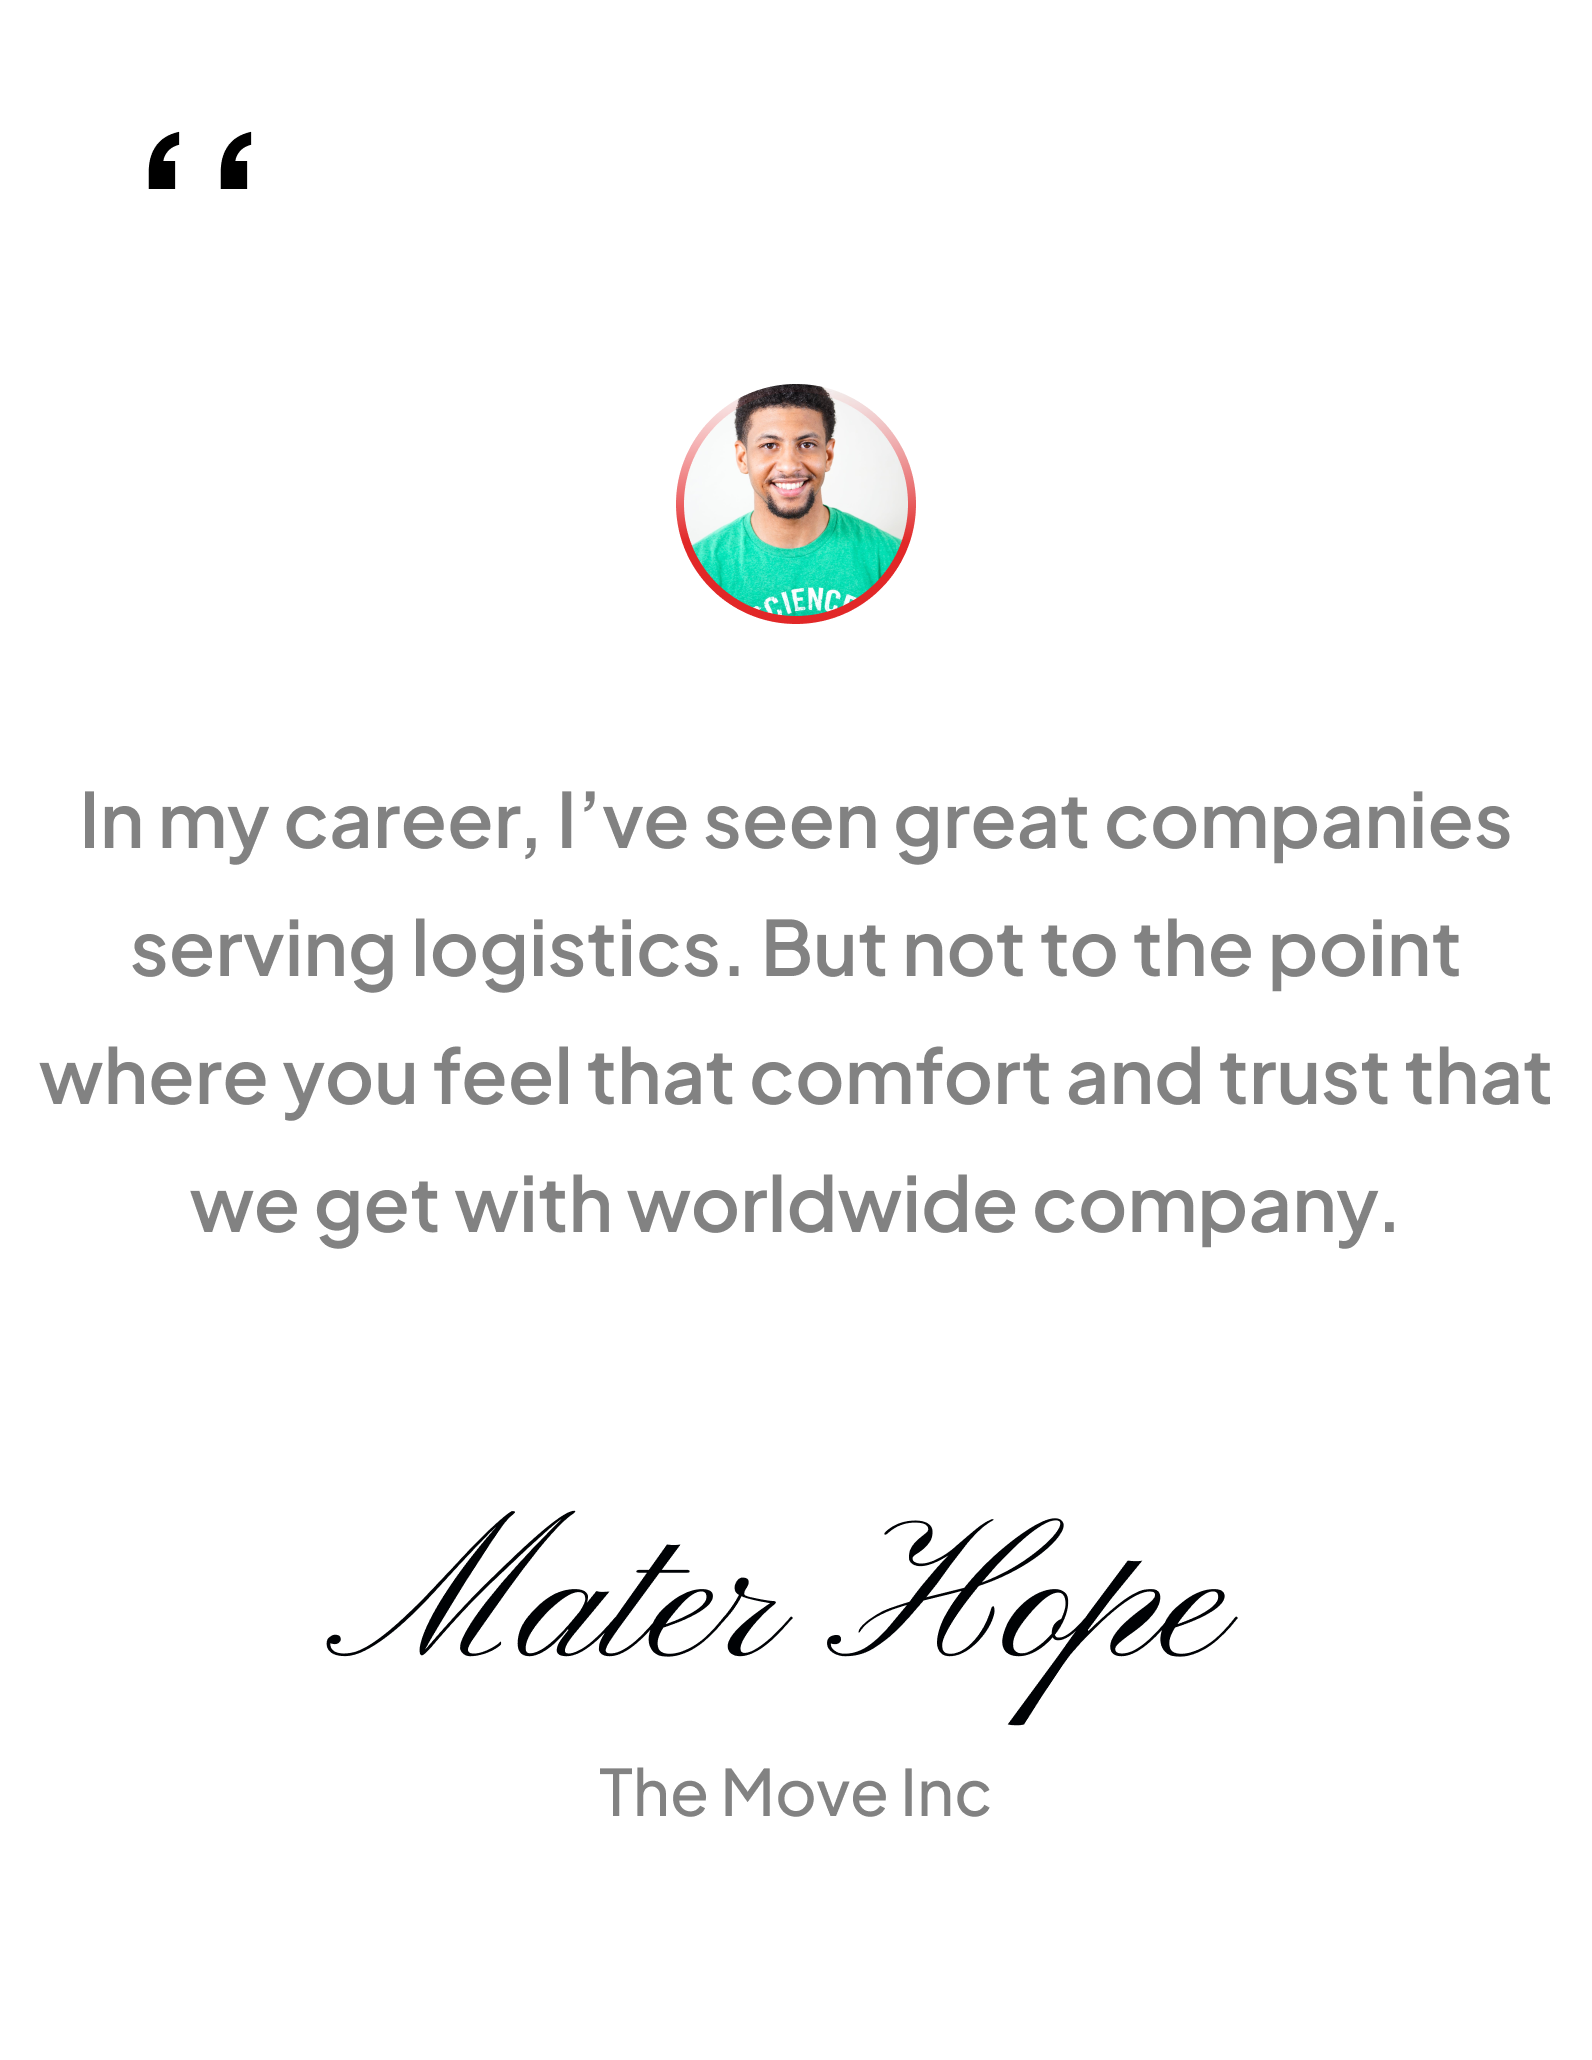 “
SCIENCE
In my career, I’ve seen great companies
serving logistics. But not to the point
where you feel that comfort and trust that
we get with worldwide company.
Mater Hope
The Move Inc